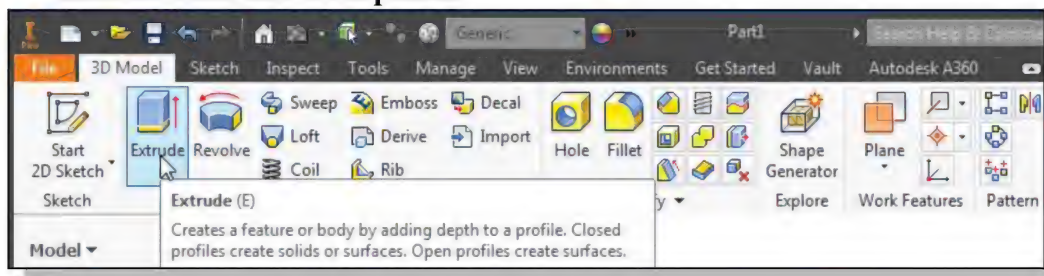 Generic
Part1
File 3D Model Sketch Inspect Tools Manage View Environments Get Started Vault Autodesk A360
Sweep Emboss Decal
Start Extrude Revolve Loft Derive Import Hole Fillet Shape Plane
2D Sketch Coil Rib Generator
Sketch Explore Work Features Pattern
Extrude (E)
Creates a feature or body by adding depth to a profile. Closed
profiles create solids or surfaces. Open profiles create surfaces.
Model